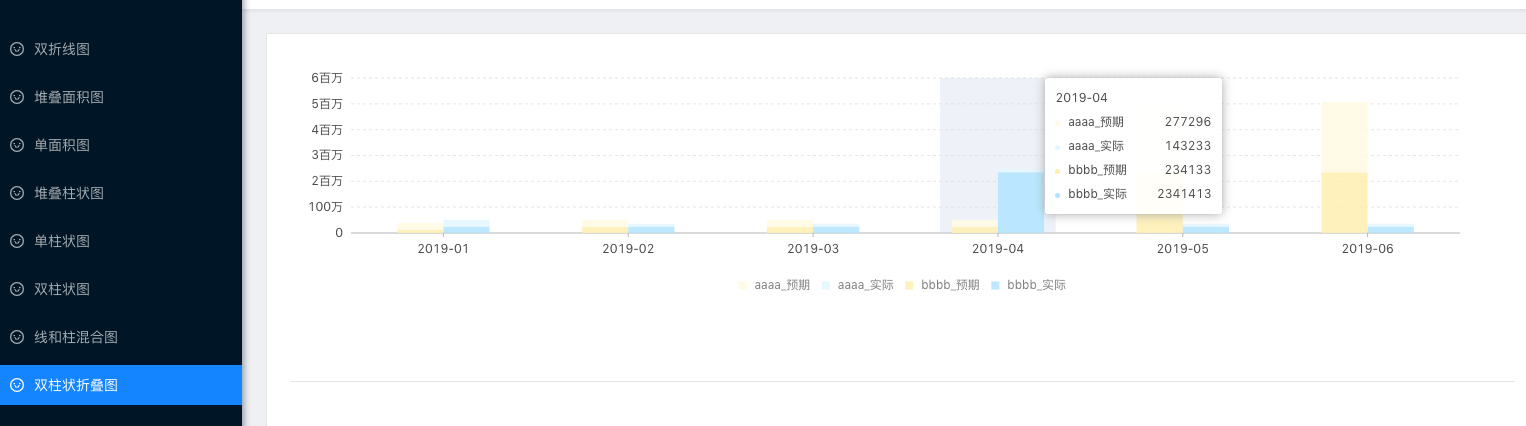 双折线图
堆叠面积图
单面积图
堆叠柱状图
单柱状图
双柱状图
线和柱混合图
双柱状折叠图
6百万
5百万
4百万
3百万
2百万
100万
0
2019-01 2019-02 2019-03 2019-04 2019-05 2019-06
2019-04
aaaa_预期 277296
aaaa_实际 143233
bbbb_预期 234133
bbbb_实际 2341413
aaaa_预期 aaaa_实际 bbbb_预期 bbbb_实际